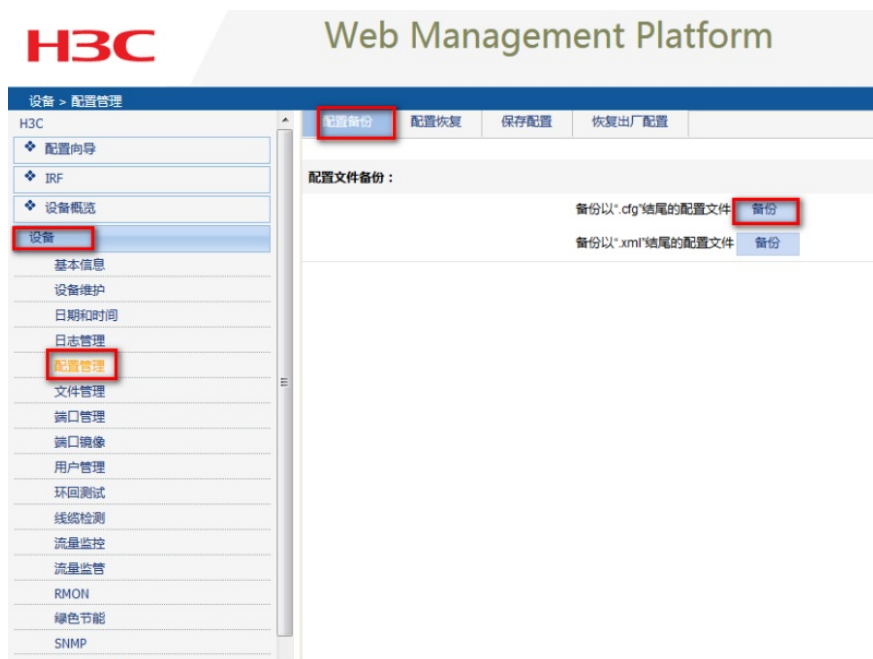 H3C
Web Management Platform
设备 > 配置管理
H3C
配置向导
IRF
设备概览
设备
基本信息
设备维护
日期和时间
日志管理
配置管理
文件管理
端口管理
端口镜像
用户管理
环回测试
线缆检测
流量监控
流量监管
RMON
绿色节能
SNMP
配置备份 配置恢复 保存配置 恢复出厂配置
配置文件备份：
备份以".cfg"结尾的配置文件 备份
备份以".xml"结尾的配置文件 备份